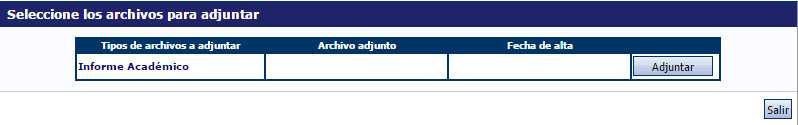 Seleccione los archivos para adjuntar
Tipos de archivos a adjuntar Archivo adjunto Fecha de alta
Informe Académico Adjuntar
Salir